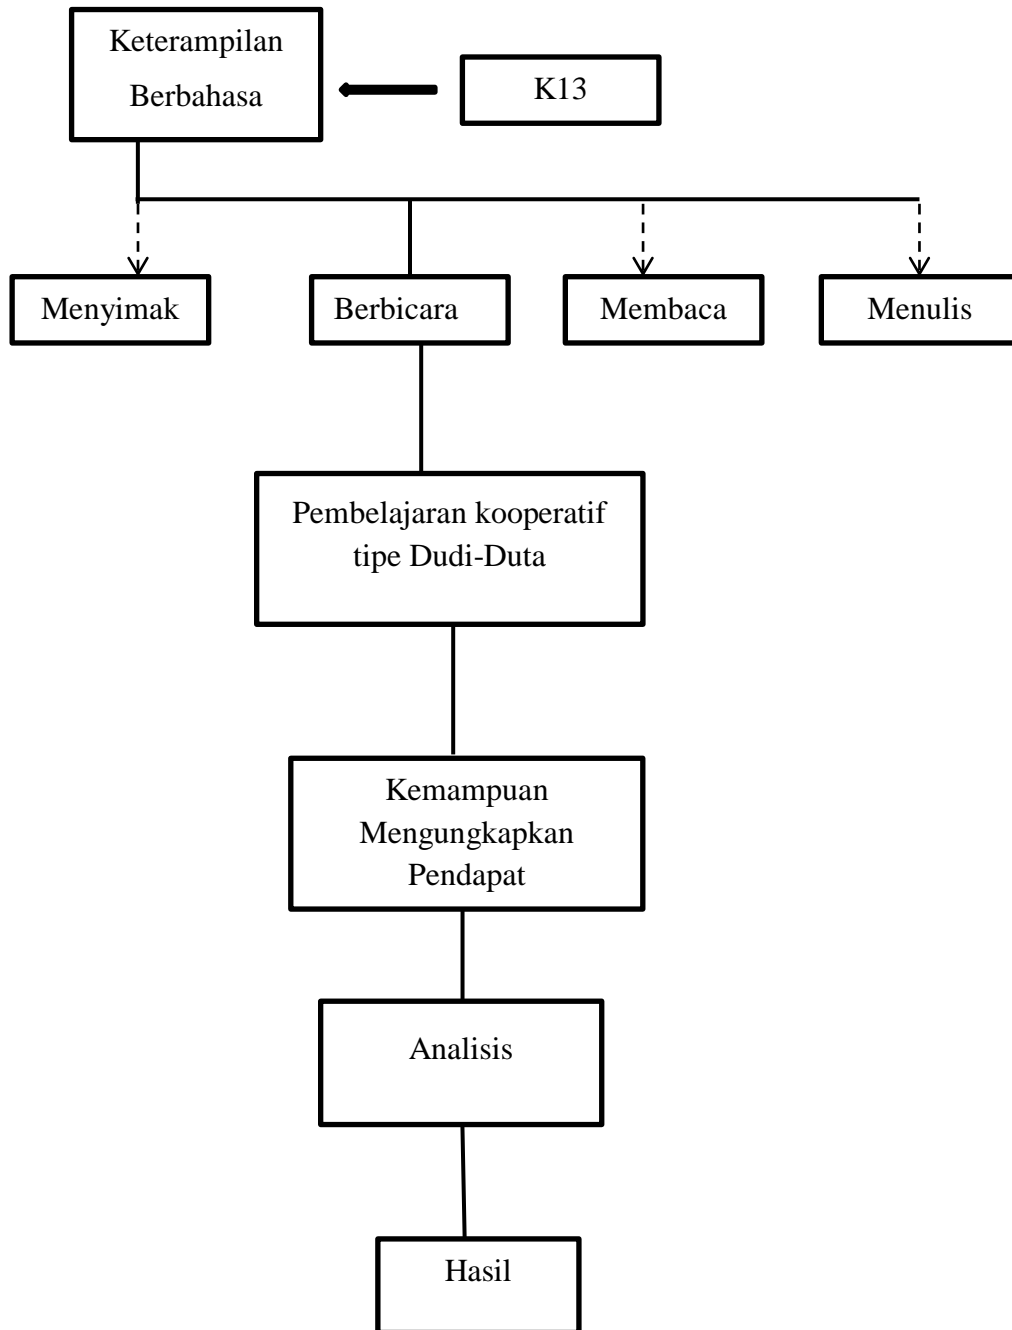 Keterampilan
Berbahasa
K13
Menyimak
Berbicara
Membaca
Menulis
Pembelajaran kooperatif
tipe Dudi-Duta
Kemampuan
Mengungkapkan
Pendapat
Analisis
Hasil